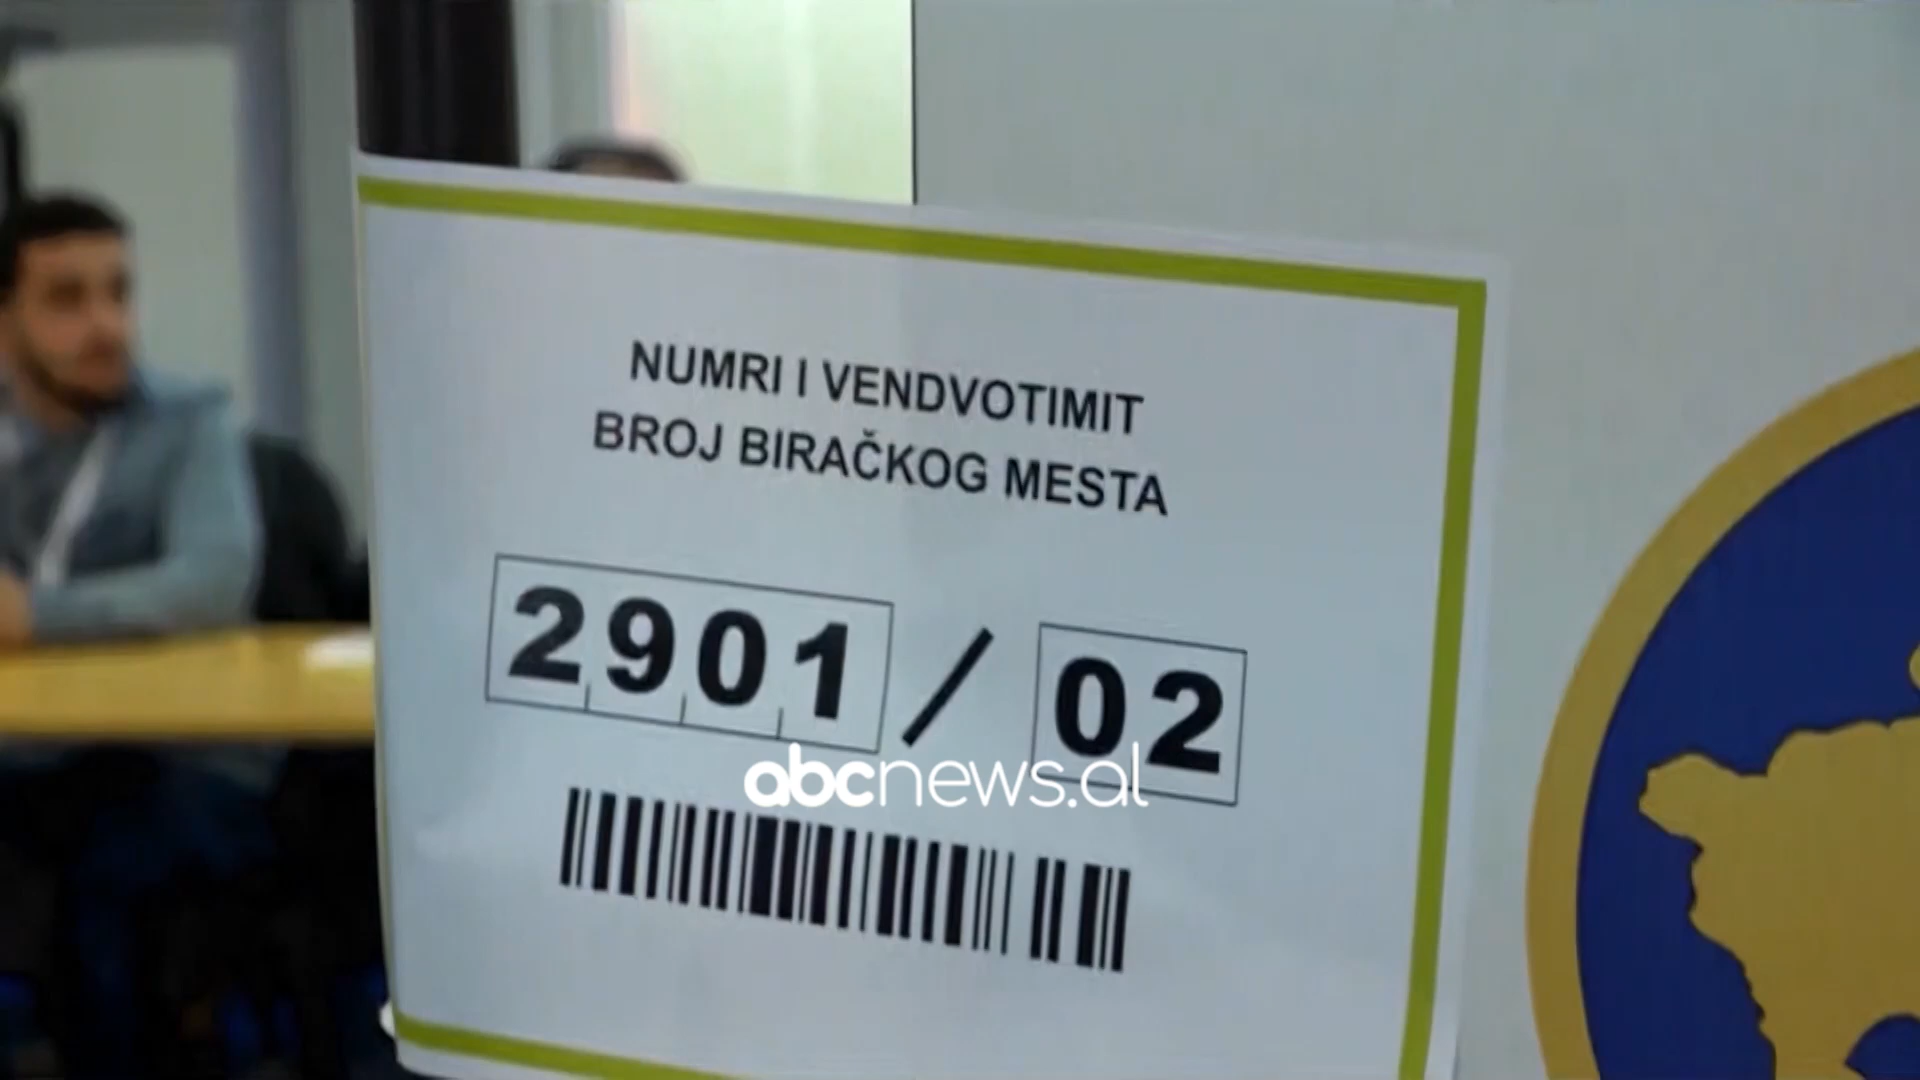 NUMRI I VENDVOTIMIT
BROJ BIRAČKOG MESTA
2901 / 02
abcnews.al